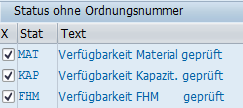 Status ohne Ordnungsnummer
X Stat Text
MAT Verfügbarkeit Material geprüft
KAP Verfügbarkeit Kapazit. geprüft
FHM Verfügbarkeit FHM geprüft